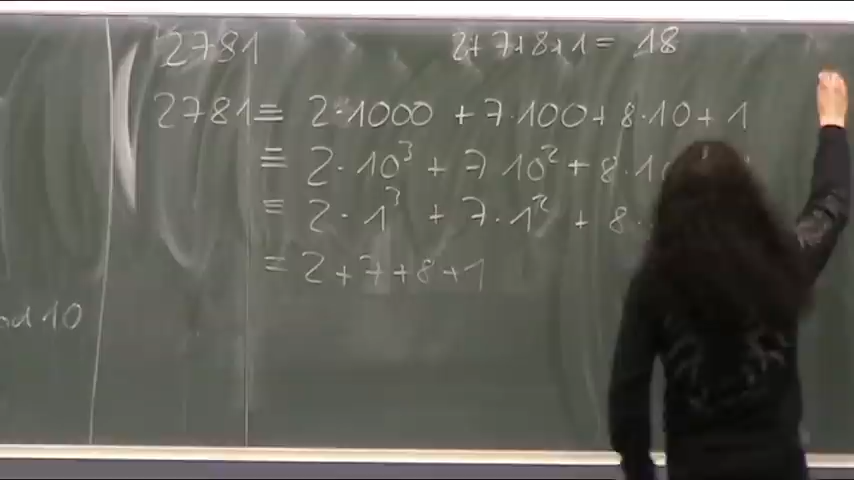 2781 2+7+8+1 = 18
2781 ≡ 2·1000 + 7·100 + 8·10 + 1
≡ 2·10³ + 7 10² + 8·1
≡ 2·1³ + 7·1² + 8·
= 2+7+8+1
od 10